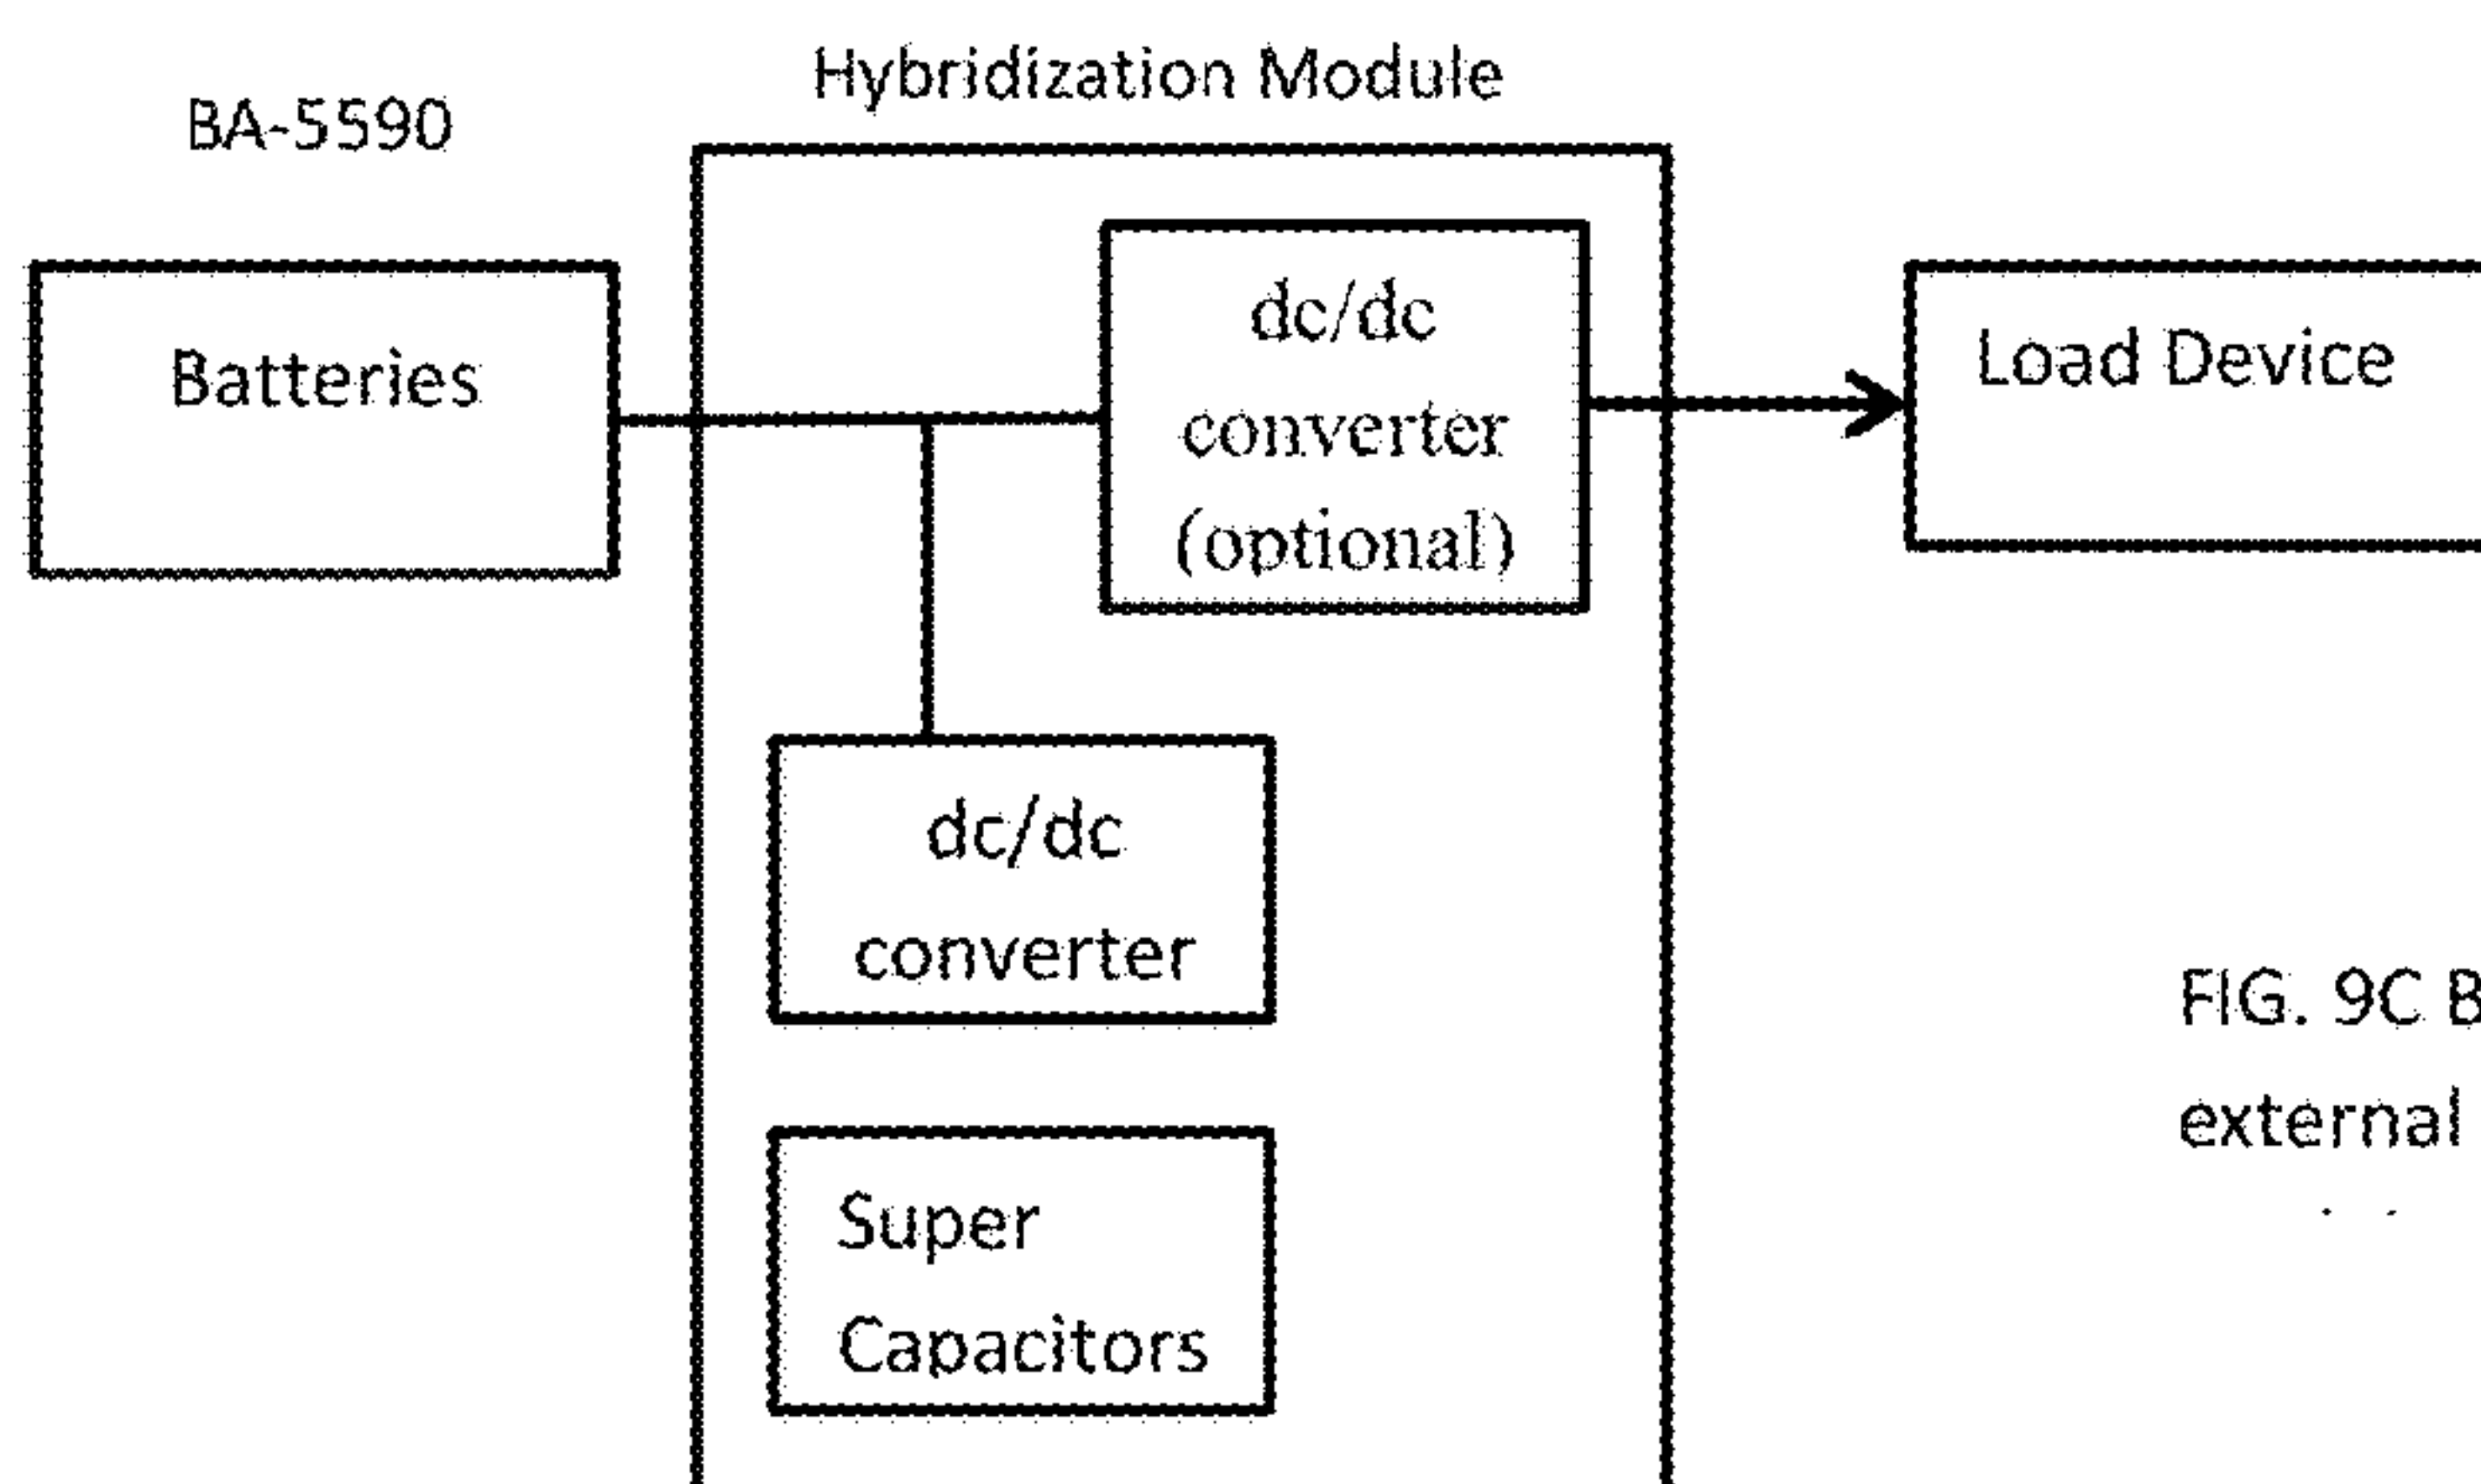 Hybridization Module
BA-5590
Batteries
dc/dc
converter
(optional)
Load Device
dc/dc
converter
Super
Capacitors
FIG. 9C B
external